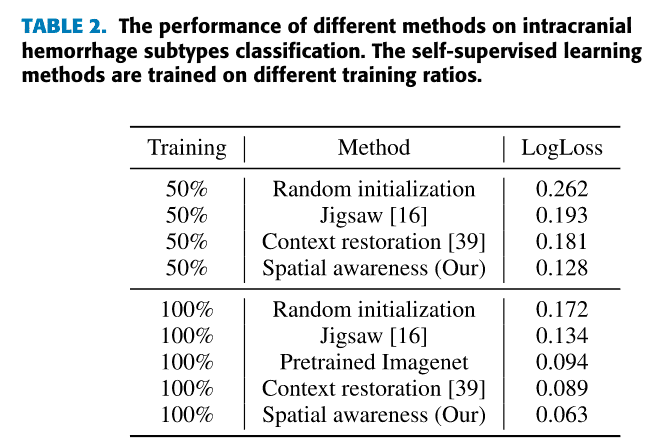 TABLE 2. The performance of different methods on intracranial
hemorrhage subtypes classification. The self-supervised learning
methods are trained on different training ratios.
Training Method LogLoss
50% Random initialization 0.262
50% Jigsaw [16] 0.193
50% Context restoration [39] 0.181
50% Spatial awareness (Our) 0.128
100% Random initialization 0.172
100% Jigsaw [16] 0.134
100% Pretrained Imagenet 0.094
100% Context restoration [39] 0.089
100% Spatial awareness (Our) 0.063